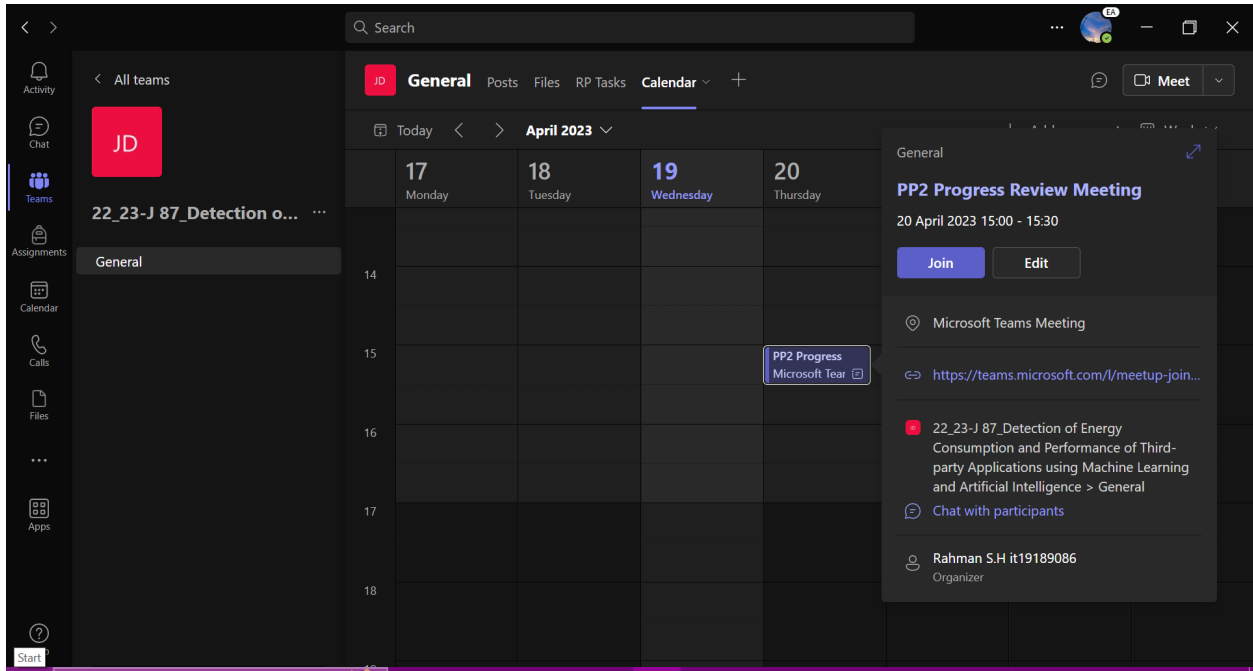 Search
EA
Activity
Chat
Teams
Assignments
Calendar
Calls
Files
Apps
Start
All teams
JD
22_23-J 87_Detection o...
General
JD
General Posts Files RP Tasks Calendar
Meet
Today April 2023
17 18 19 20
Monday Tuesday Wednesday Thursday
14
15
16
17
18
PP2 Progress
Microsoft Tear
General
PP2 Progress Review Meeting
20 April 2023 15:00 - 15:30
Join Edit
Microsoft Teams Meeting
https://teams.microsoft.com/l/meetup-join...
22_23-J 87_Detection of Energy
Consumption and Performance of Third-
party Applications using Machine Learning
and Artificial Intelligence > General
Chat with participants
Rahman S.H it19189086
Organizer